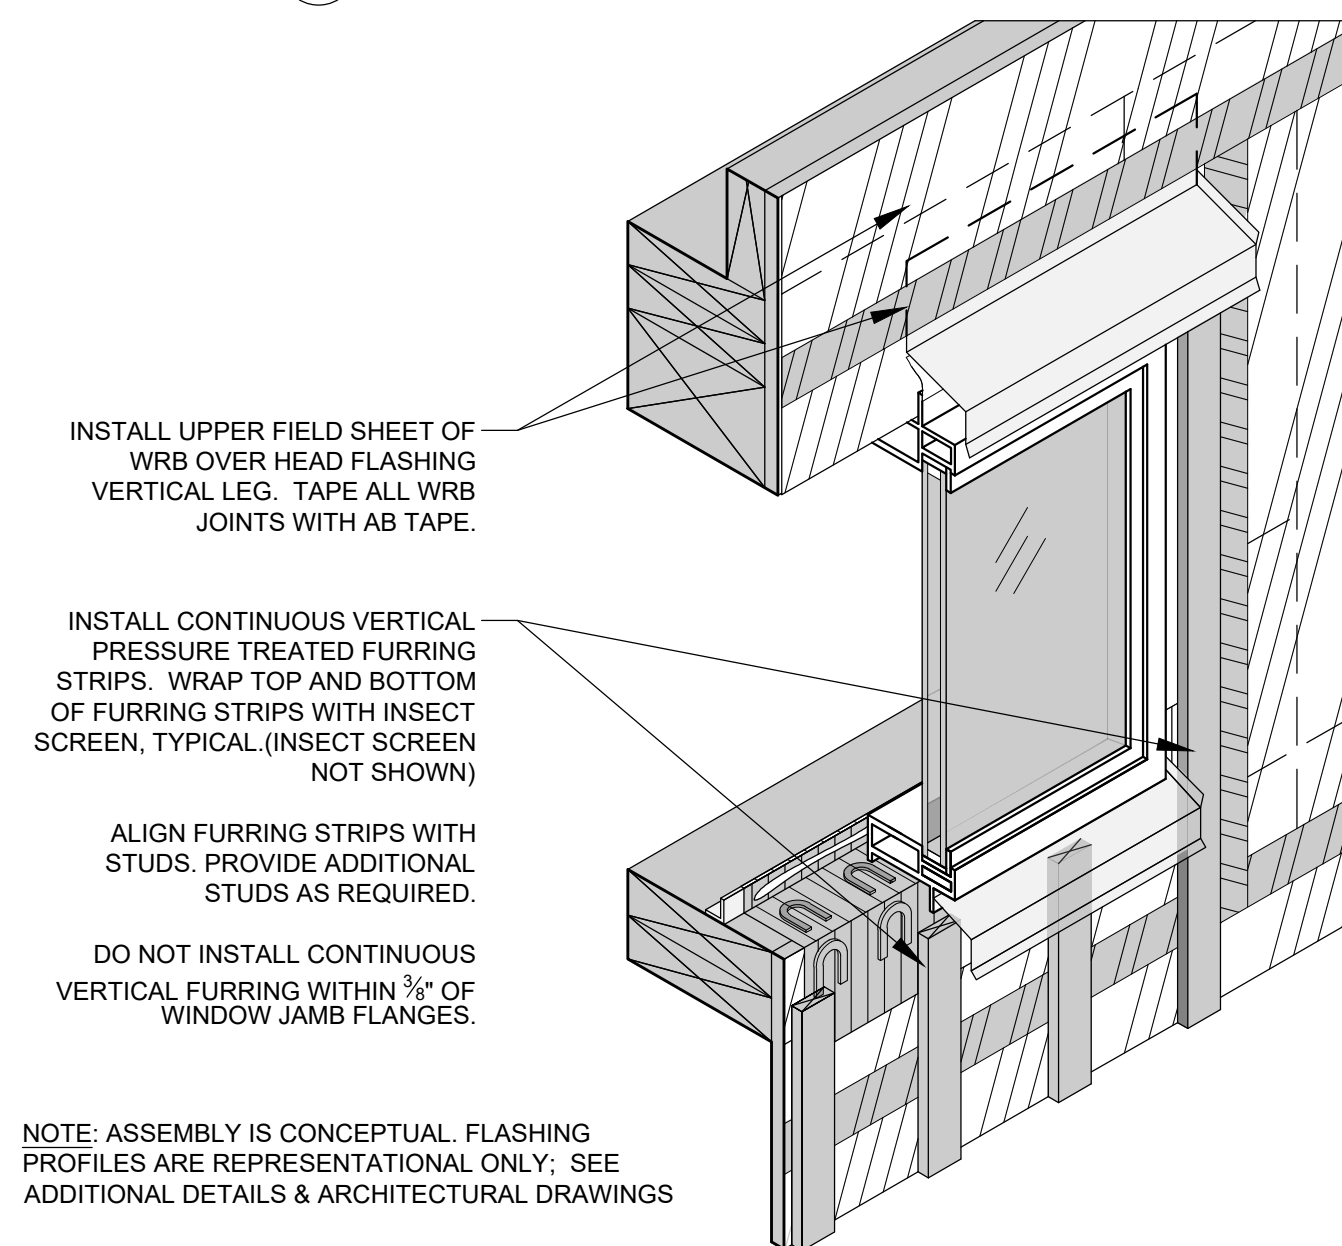 INSTALL UPPER FIELD SHEET OF
WRB OVER HEAD FLASHING
VERTICAL LEG.  TAPE ALL WRB
JOINTS WITH AB TAPE.
INSTALL CONTINUOUS VERTICAL
PRESSURE TREATED FURRING
STRIPS.  WRAP TOP AND BOTTOM
OF FURRING STRIPS WITH INSECT
SCREEN, TYPICAL.(INSECT SCREEN
NOT SHOWN)
ALIGN FURRING STRIPS WITH
STUDS. PROVIDE ADDITIONAL
STUDS AS REQUIRED.
DO NOT INSTALL CONTINUOUS
VERTICAL FURRING WITHIN ⅜" OF
WINDOW JAMB FLANGES.
NOTE: ASSEMBLY IS CONCEPTUAL. FLASHING
PROFILES ARE REPRESENTATIONAL ONLY;  SEE
ADDITIONAL DETAILS & ARCHITECTURAL DRAWINGS